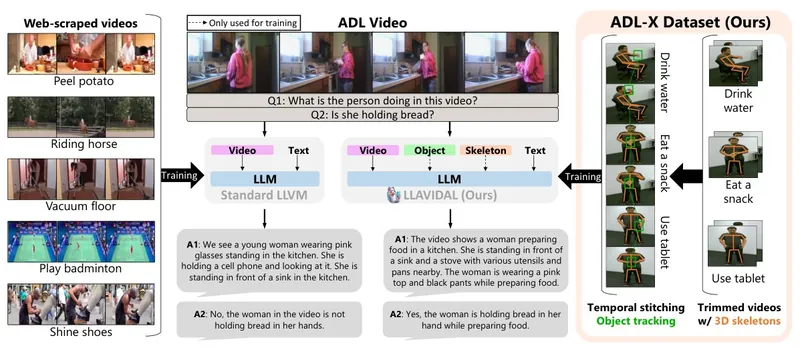 Web-scraped videos
Peel potato
Riding horse
Vacuum floor
Play badminton
Shine shoes
ADL Video
Only used for training
Q1: What is the person doing in this video?
Q2: Is she holding bread?
Training
Video
Text
LLM
Standard LLVM
Video
Object
Skeleton
Text
LLM
LLAVIDAL (Ours)
Training
A1: We see a young woman wearing pink
glasses standing in the kitchen. She is
holding a cell phone and looking at it. She is
standing in front of a sink in the kitchen.
A2: No, the woman in the video is not
holding bread in her hands.
A1: The video shows a woman preparing
food in a kitchen. She is standing in front of
a sink and a stove with various utensils and
pans nearby. The woman is wearing a pink
top and black pants while preparing food.
A2: Yes, the woman is holding bread in her
hand while preparing food.
ADL-X Dataset (Ours)
Drink
water
Eat a
snack
Use
tablet
Drink
water
Eat a
snack
Use tablet
Temporal stitching
Object tracking
Trimmed videos
w/ 3D skeletons